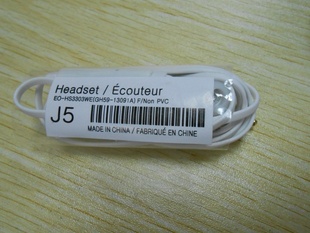 Headset / Écouteur
EO-HS3303WE(GH59-13091A) F/Non PVC
J5
MADE IN CHINA / FABRIQUÉ EN CHINE